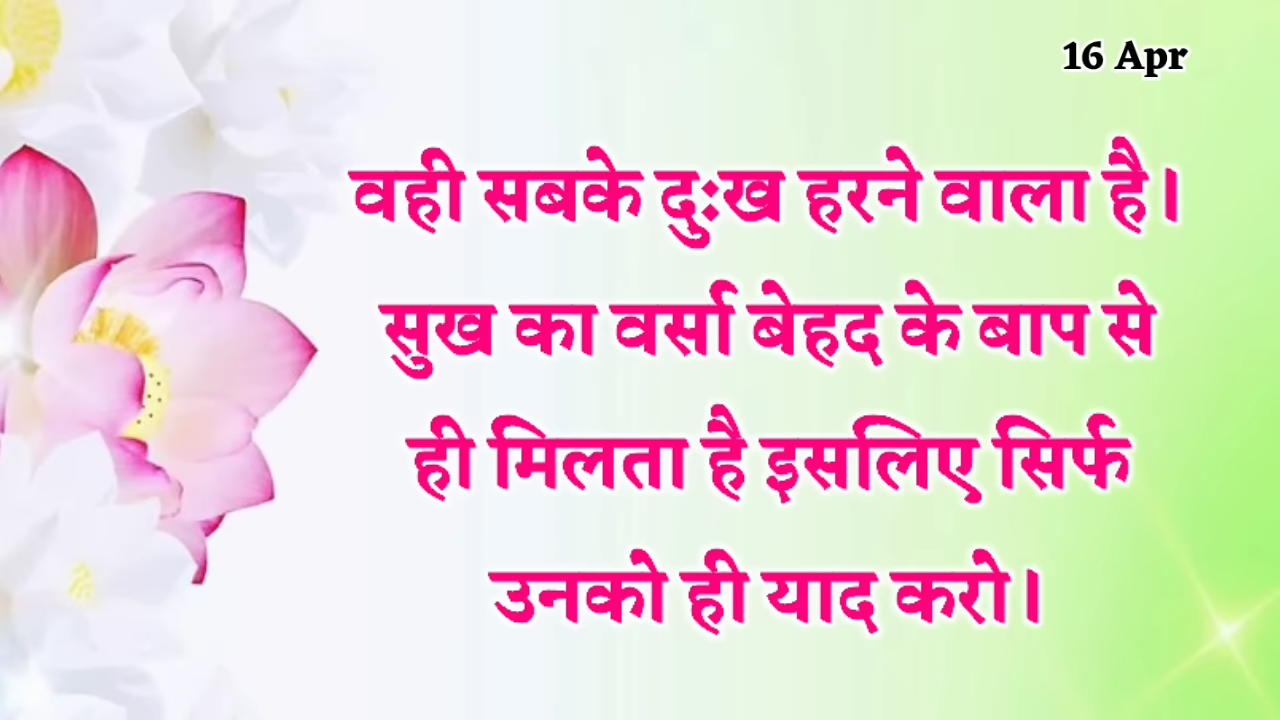 16 Apr
वही सबके दुःख हरने वाला है।
सुख का वर्सा बेहद के बाप से
ही मिलता है इसलिए सिर्फ
उनको ही याद करो।